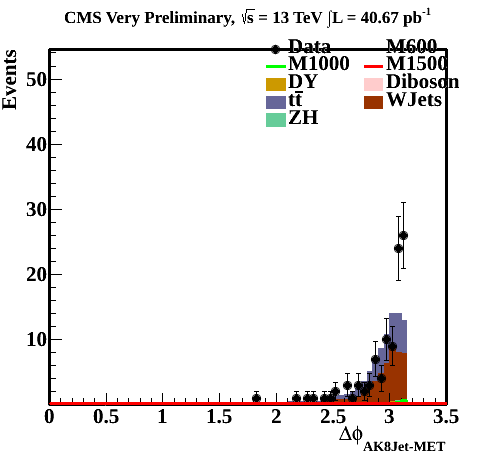 CMS Very Preliminary, √s = 13 TeV ∫L = 40.67 pb⁻¹
Events
Data M600
M1000 M1500
DY Diboson
tt̄ WJets
ZH
50
40
30
20
10
0 0.5 1 1.5 2 2.5 3 3.5
Δϕ AK8Jet-MET